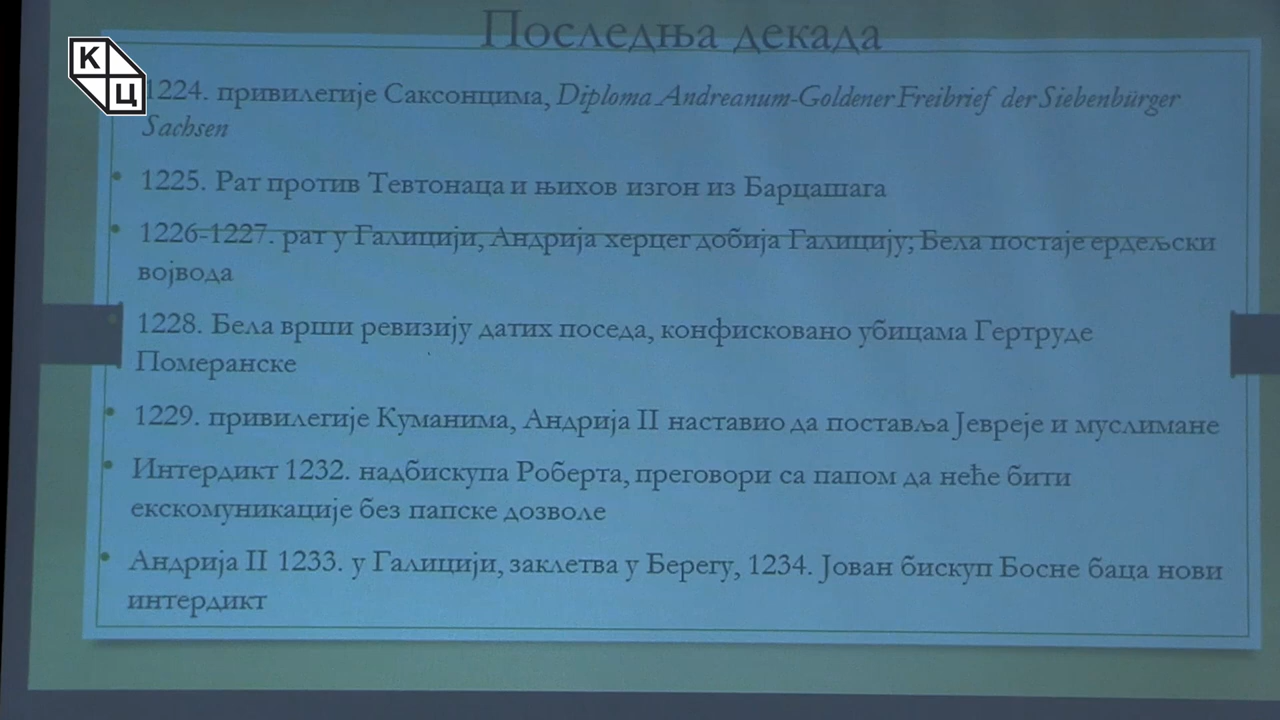 Последња декада
К
Ц
1224. привилегије Саксонцима, Diploma Andreanum-Goldener Freibrief der Siebenbürger
Sachsen
• 1225. Рат против Тевтонаца и њихов изгон из Барцашага
• 1226-1227. рат у Галицији, Андрија херцег добија Галицију; Бела постаје ердељски
војвода
• 1228. Бела врши ревизију датих поседа, конфисковано убицама Гертруде
Померанске
• 1229. привилегије Куманима, Андрија II наставио да поставља Јевреје и муслимане
• Интердикт 1232. надбискупа Роберта, преговори са папом да неће бити
екскомуникације без папске дозволе
• Андрија II 1233. у Галицији, заклетва у Берегу, 1234. Јован бискуп Босне баца нови
интердикт